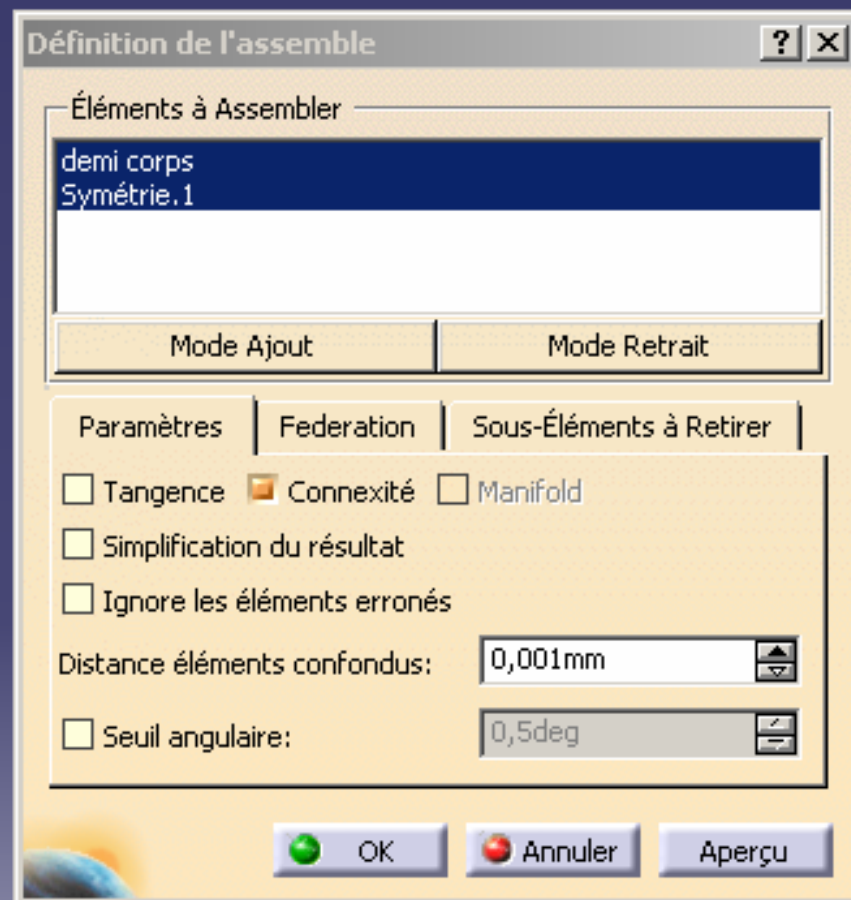 Définition de l'assemble ?
Éléments à Assembler
demi corps
Symétrie.1
Mode Ajout Mode Retrait
Paramètres Federation Sous-Éléments à Retirer
Tangence Connexité Manifold
Simplification du résultat
Ignore les éléments erronés
Distance éléments confondus: 0,001mm
Seuil angulaire: 0,5deg
OK Annuler Aperçu